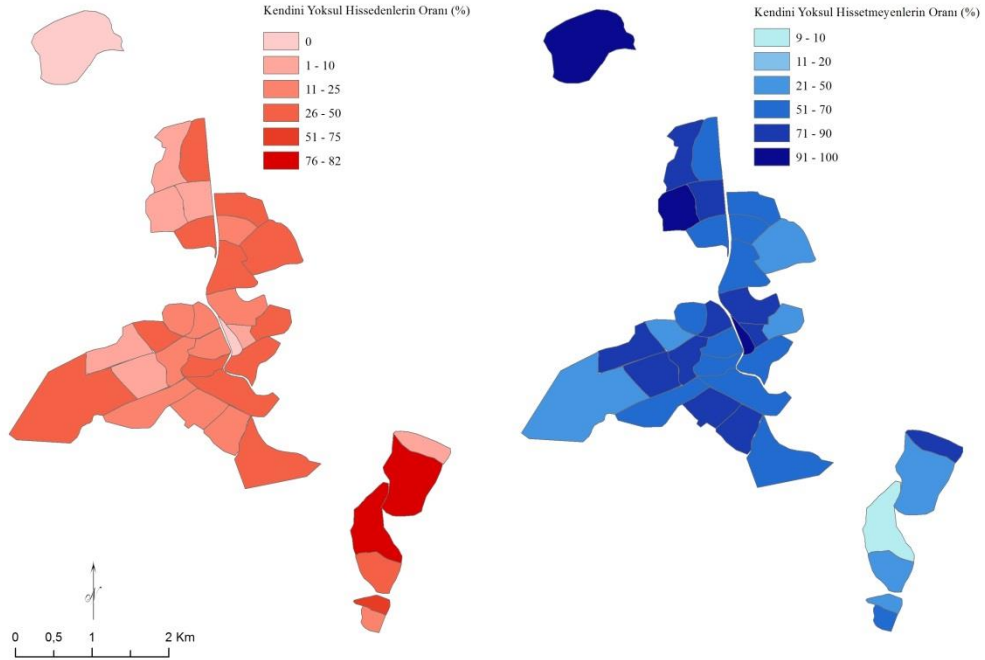 Kendini Yoksul Hissedenlerin Oranı (%)
0
1 - 10
11 - 25
26 - 50
51 - 75
76 - 82
Kendini Yoksul Hissetmeyenlerin Oranı (%)
9 - 10
11 - 20
21 - 50
51 - 70
71 - 90
91 - 100
N
0 0,5 1 2 Km